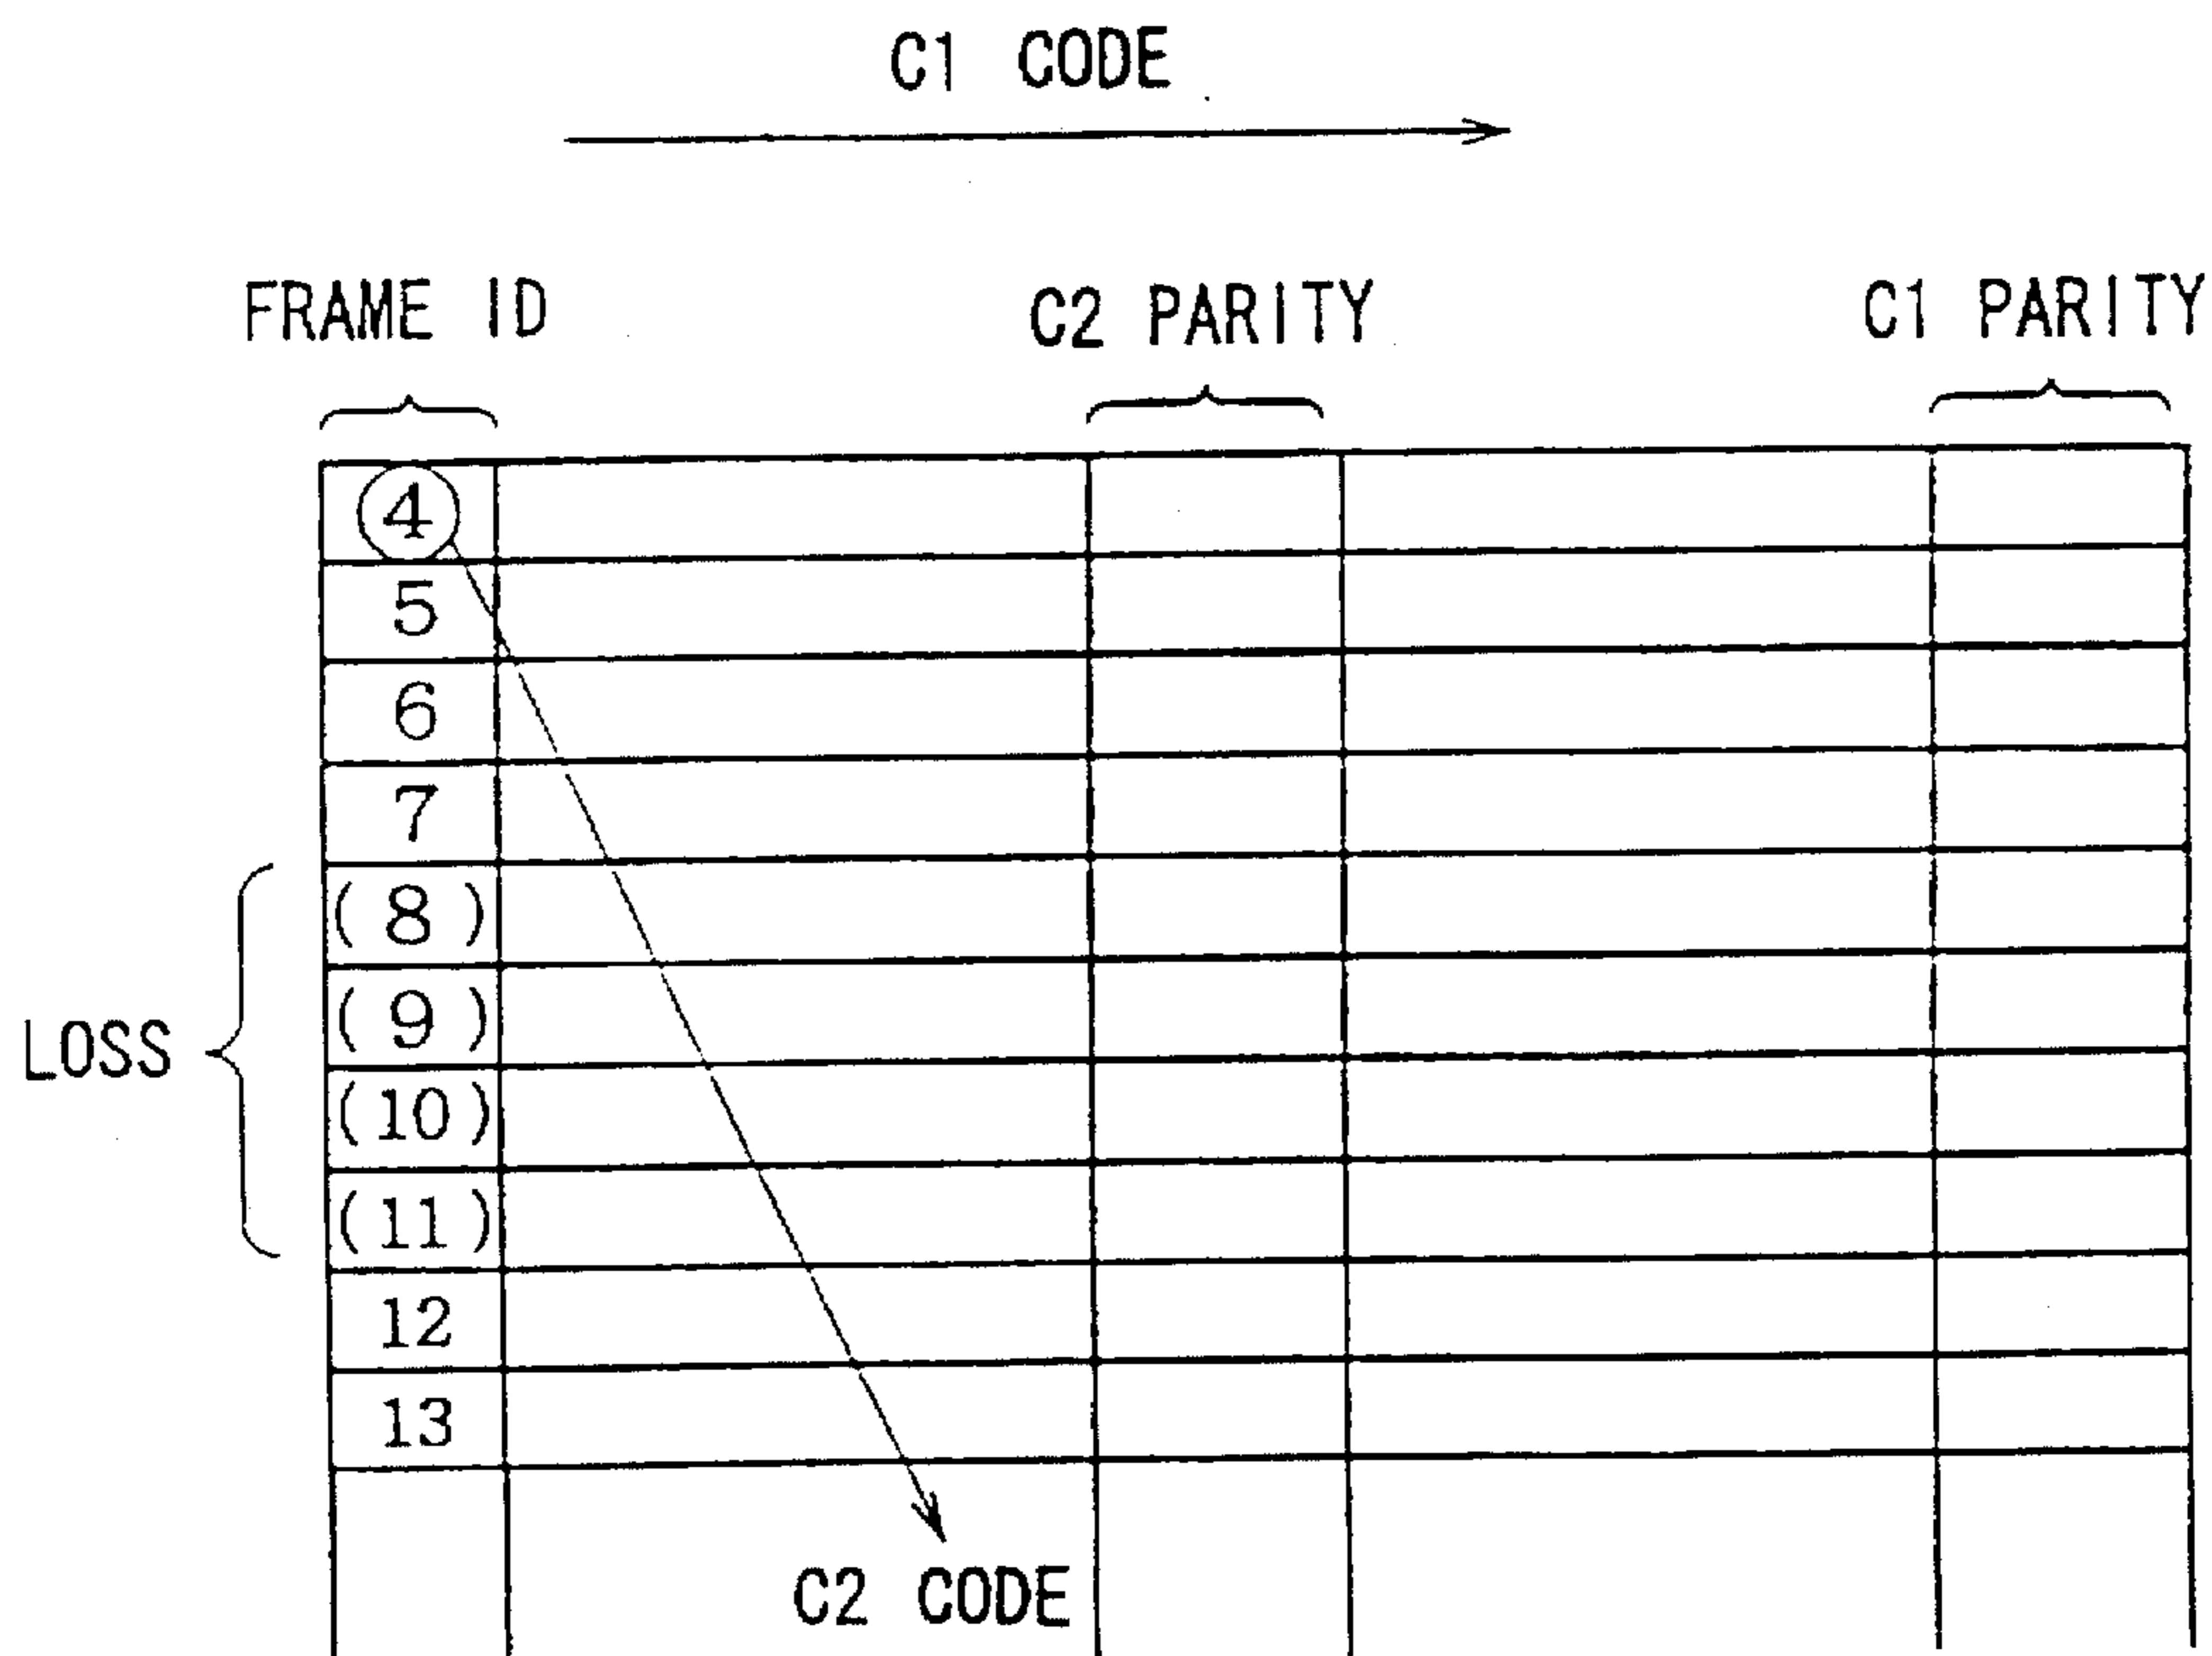 C1 CODE
FRAME ID
C2 PARITY
C1 PARITY
4
5
6
7
(8)
(9)
LOSS
(10)
(11)
12
13
C2 CODE